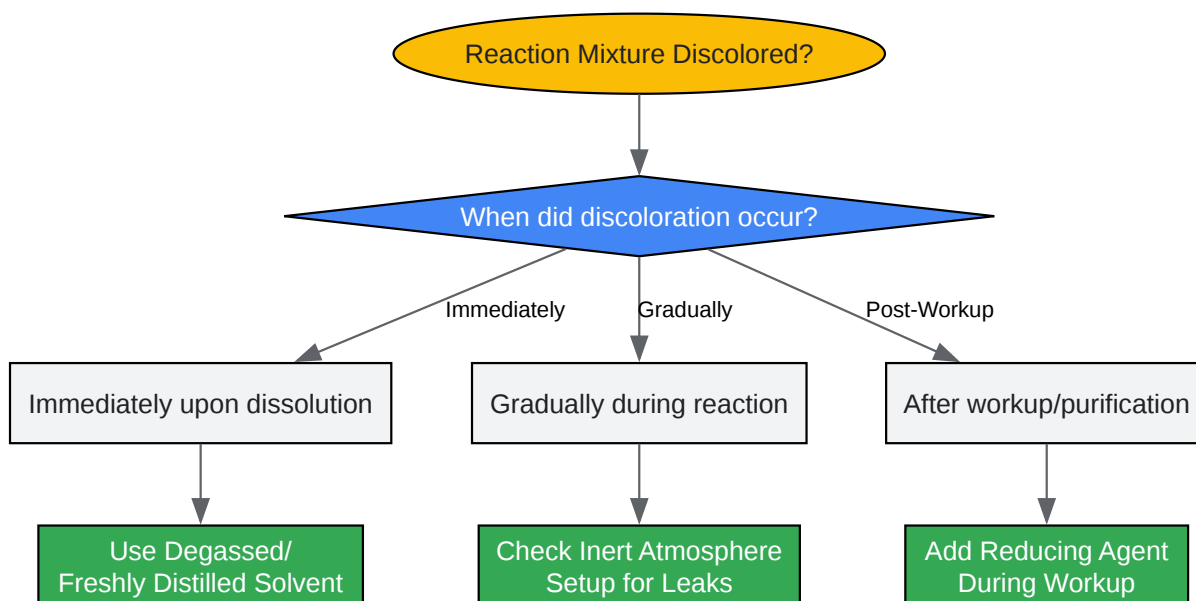 Reaction Mixture Discolored?
When did discoloration occur?
Immediately
Gradually
Post-Workup
Immediately upon dissolution
Gradually during reaction
After workup/purification
Use Degassed/
Freshly Distilled Solvent
Check Inert Atmosphere
Setup for Leaks
Add Reducing Agent
During Workup